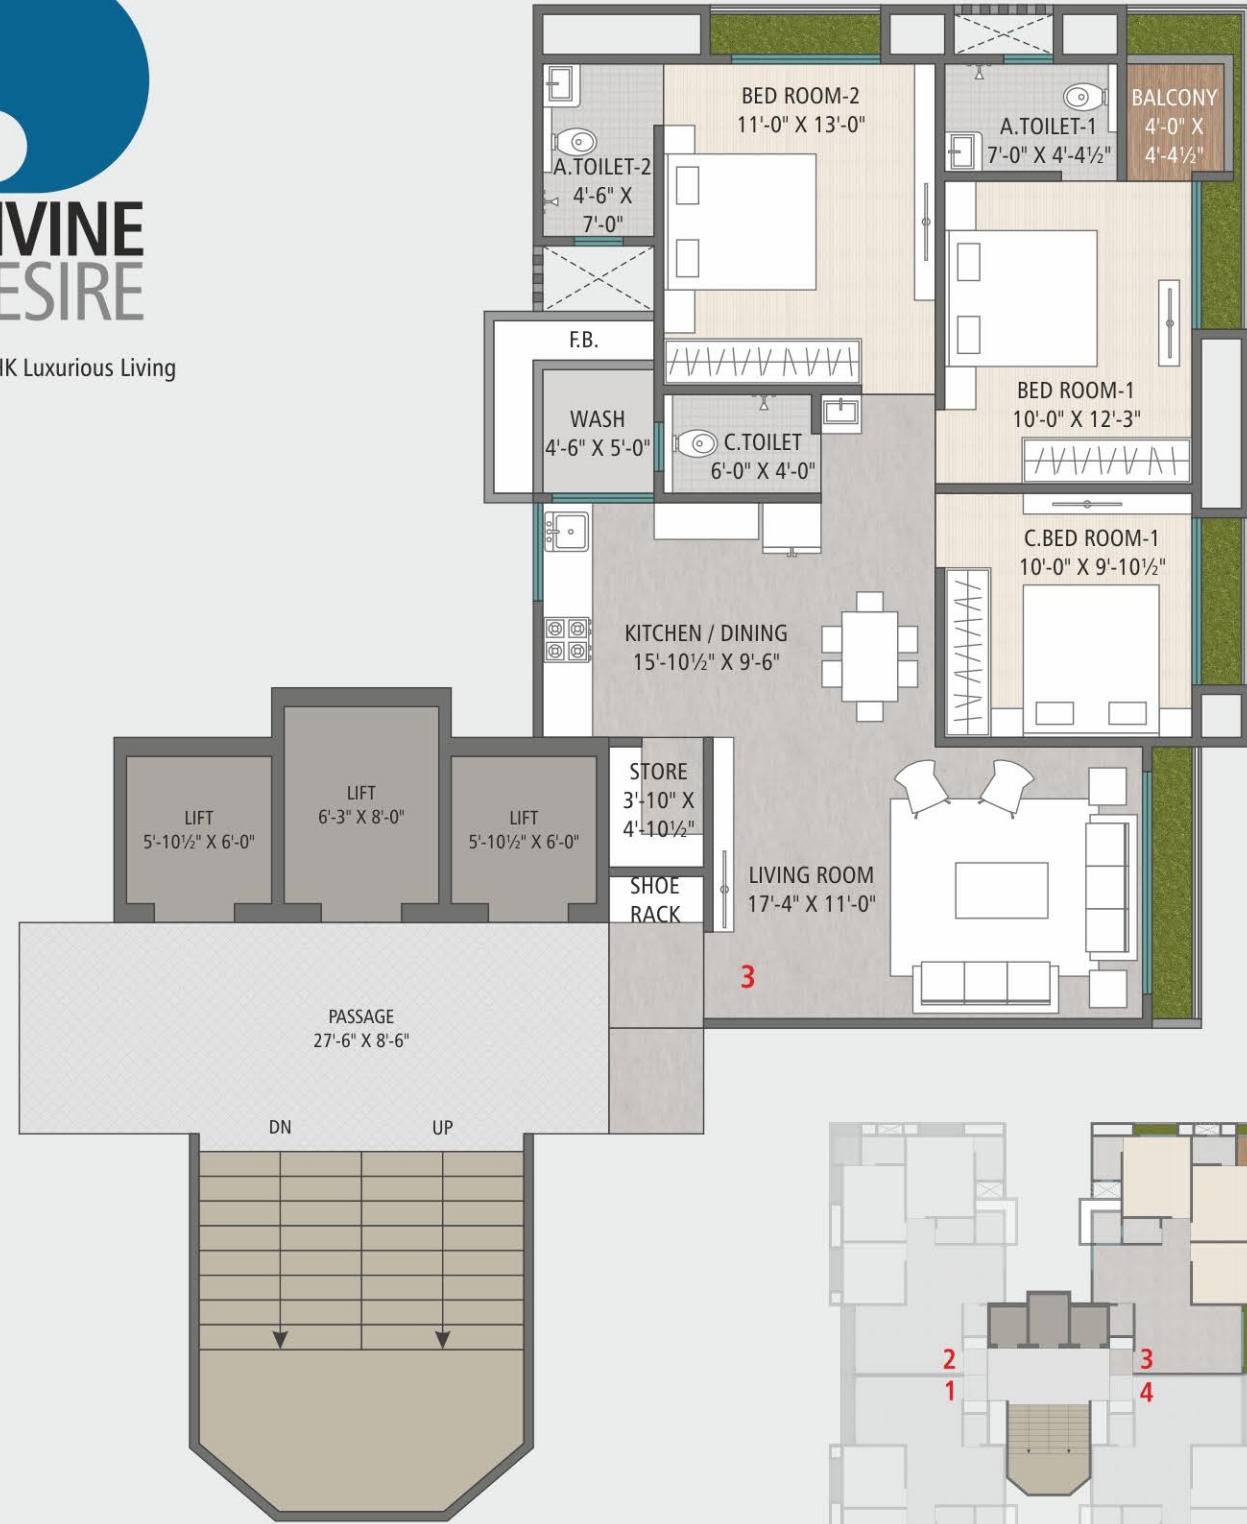 IVINE
ESIRE
HK Luxurious Living
BED ROOM-2
11'-0" X 13'-0"
A.TOILET-1
7'-0" X 4'-4½"
BALCONY
4'-0" X
4'-4½"
A.TOILET-2
4'-6" X
7'-0"
F.B.
WASH
4'-6" X 5'-0"
C.TOILET
6'-0" X 4'-0"
BED ROOM-1
10'-0" X 12'-3"
C.BED ROOM-1
10'-0" X 9'-10½"
KITCHEN / DINING
15'-10½" X 9'-6"
STORE
3'-10" X
4'-10½"
SHOE
RACK
LIVING ROOM
17'-4" X 11'-0"
3
LIFT
5'-10½" X 6'-0"
LIFT
6'-3" X 8'-0"
LIFT
5'-10½" X 6'-0"
PASSAGE
27'-6" X 8'-6"
DN
UP
2
3
1
4